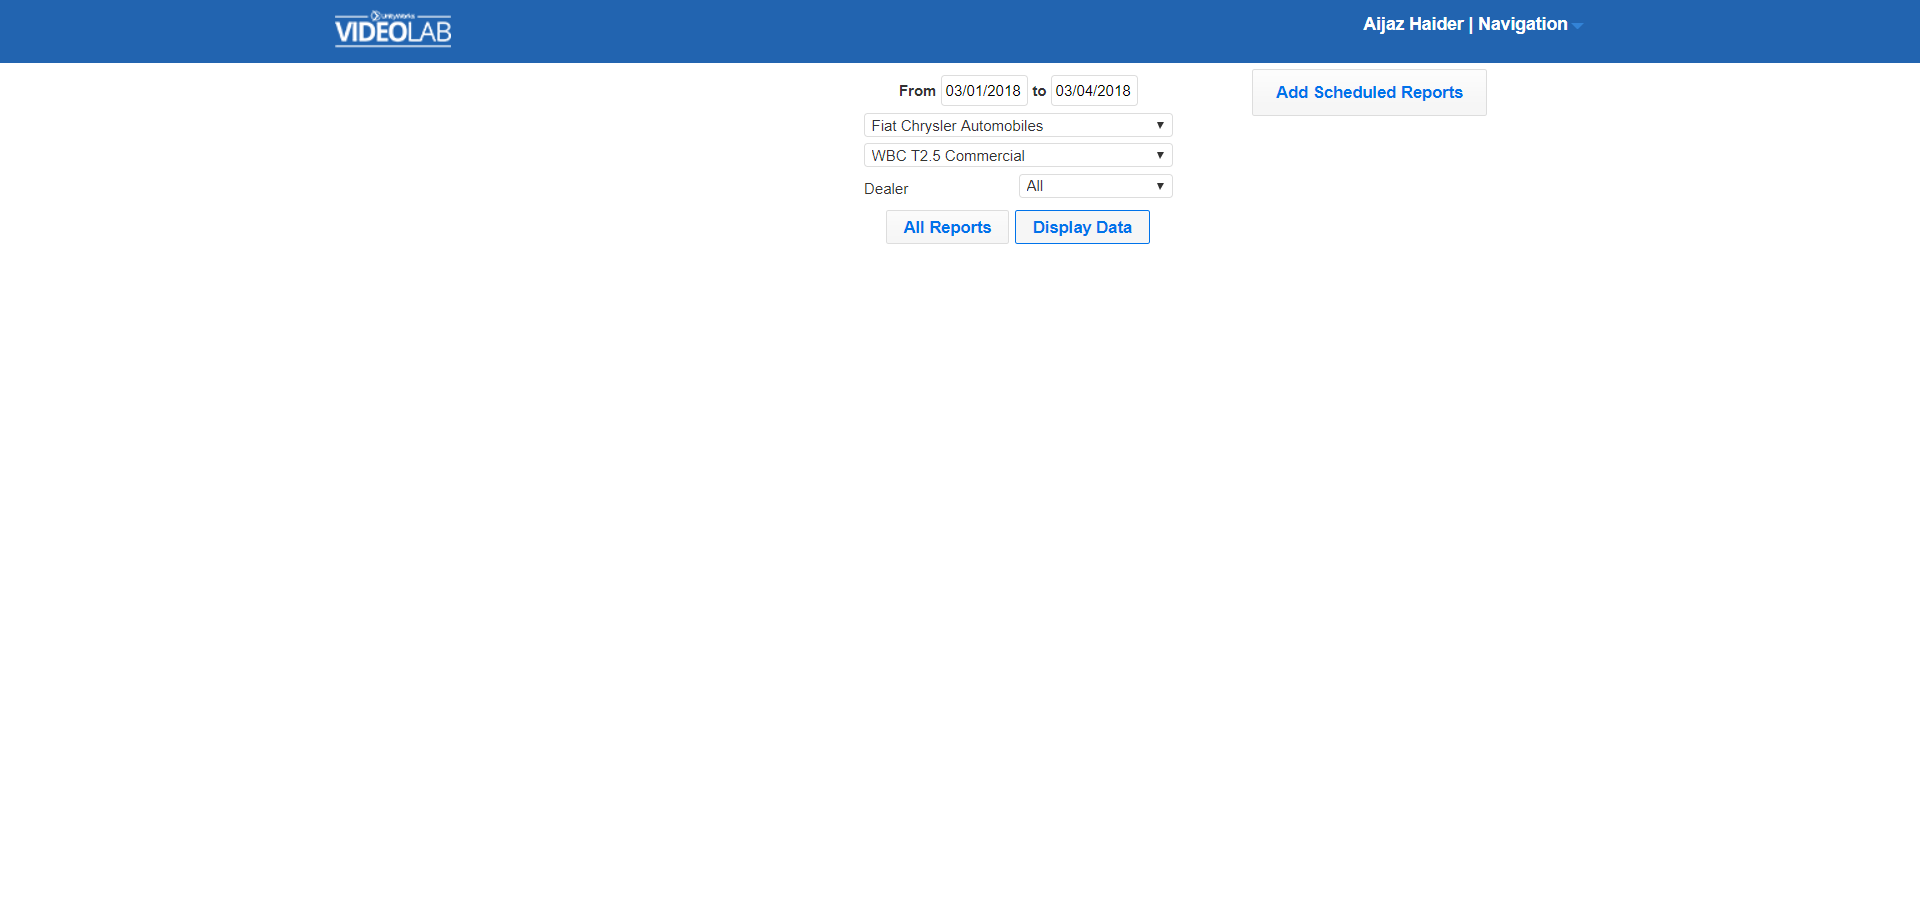 UnityWorks
VIDEOLAB
Aijaz Haider | Navigation
From 03/01/2018 to 03/04/2018
Add Scheduled Reports
Fiat Chrysler Automobiles
WBC T2.5 Commercial
Dealer All
All Reports Display Data